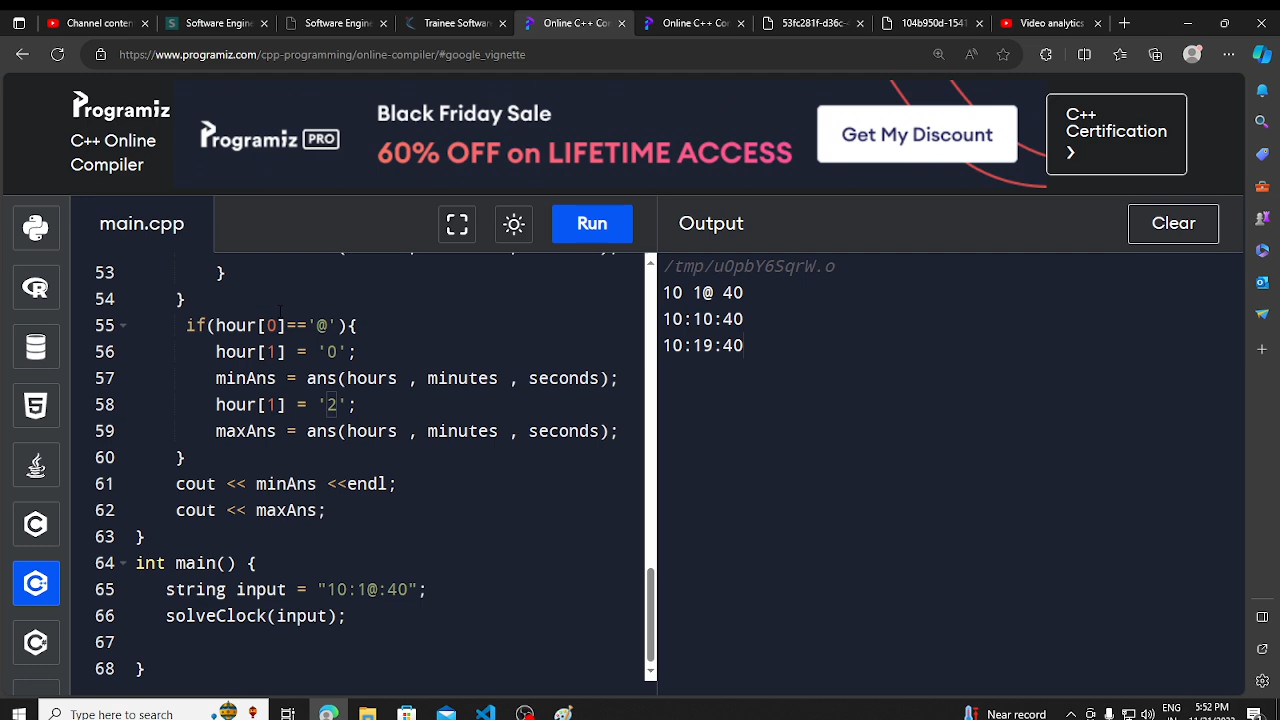 Channel content
Software Engine
Software Engine
Trainee Softwar
Online C++ Con
Online C++ Con
53fc281f-d36c-
104b950d-1541
Video analytics
https://www.programiz.com/cpp-programming/online-compiler/#google_vignette
Programiz
C++ Online
Compiler
Programiz PRO
Black Friday Sale
60% OFF on LIFETIME ACCESS
Get My Discount
C++
Certification
❯
main.cpp
Run
Output
Clear
53 }
54 }
55 if(hour[0]=='@'){
56 hour[1] = '0';
57 minAns = ans(hours , minutes , seconds);
58 hour[1] = '2';
59 maxAns = ans(hours , minutes , seconds);
60 }
61 cout << minAns <<endl;
62 cout << maxAns;
63 }
64 int main() {
65 string input = "10:1@:40";
66 solveClock(input);
67
68 }
/tmp/uOpbY6SqrW.o
10 1@ 40
10:10:40
10:19:40
Type here to search
Near record
ENG
IN
5:52 PM